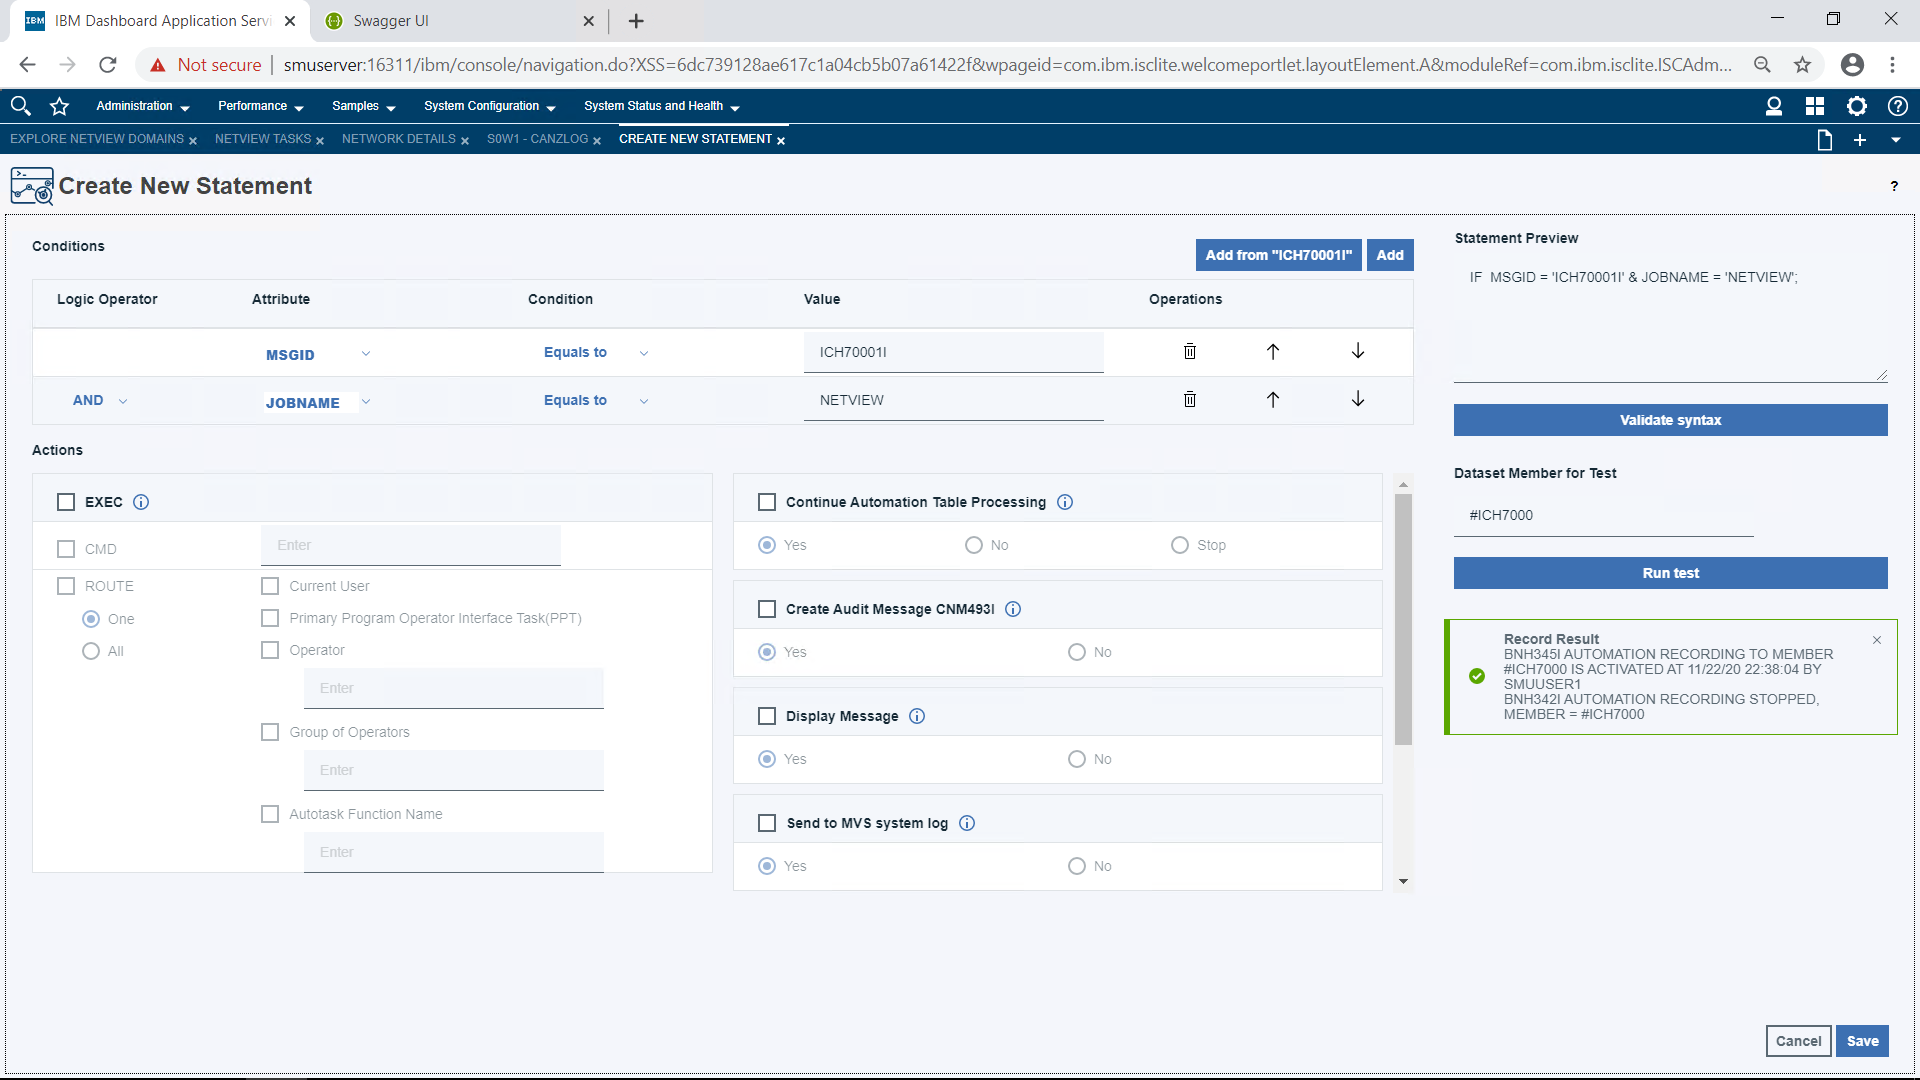 IBM Dashboard Application Servi
Swagger UI
Not secure
smuserver:16311/ibm/console/navigation.do?XSS=6dc739128ae617c1a04cb5b07a61422f&wpageid=com.ibm.isclite.welcomeportlet.layoutElement.A&moduleRef=com.ibm.isclite.ISCAdm...
Administration
Performance
Samples
System Configuration
System Status and Health
EXPLORE NETVIEW DOMAINS
NETVIEW TASKS
NETWORK DETAILS
S0W1 - CANZLOG
CREATE NEW STATEMENT
Create New Statement
?
Conditions
Add from "ICH70001I"
Add
Logic Operator
Attribute
Condition
Value
Operations
MSGID
Equals to
ICH70001I
AND
JOBNAME
Equals to
NETVIEW
Actions
EXEC
CMD
Enter
ROUTE
One
All
Current User
Primary Program Operator Interface Task(PPT)
Operator
Enter
Group of Operators
Enter
Autotask Function Name
Enter
Continue Automation Table Processing
Yes
No
Stop
Create Audit Message CNM493I
Yes
No
Display Message
Yes
No
Send to MVS system log
Yes
No
Statement Preview
IF MSGID = 'ICH70001I' & JOBNAME = 'NETVIEW';
Validate syntax
Dataset Member for Test
#ICH7000
Run test
Record Result
BNH345I AUTOMATION RECORDING TO MEMBER
#ICH7000 IS ACTIVATED AT 11/22/20 22:38:04 BY
SMUUSER1
BNH342I AUTOMATION RECORDING STOPPED,
MEMBER = #ICH7000
Cancel
Save